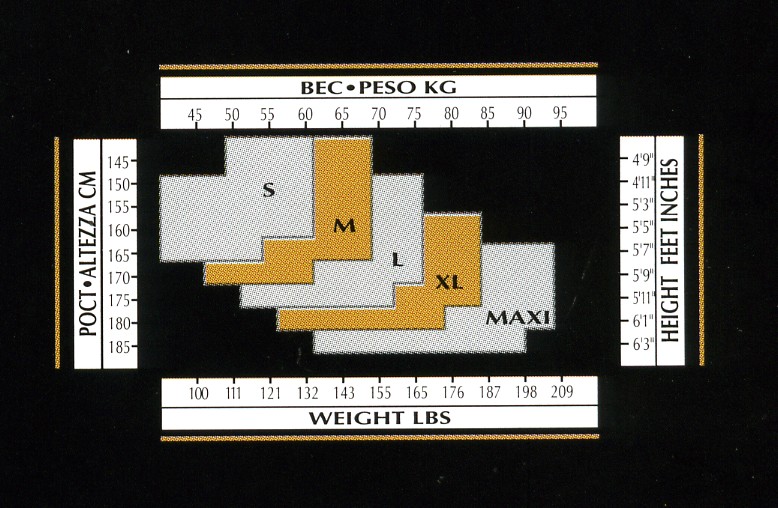 ВЕС•PESO KG
45 50 55 60 65 70 75 80 85 90 95
РОСТ•ALTEZZA CM
145
150
155
160
165
170
175
180
185
S
M
L
XL
MAXI
4'9"
4'11"
5'3"
5'5"
5'7"
5'9"
5'11"
6'1"
6'3"
HEIGHT FEET INCHES
100 111 121 132 143 155 165 176 187 198 209
WEIGHT LBS